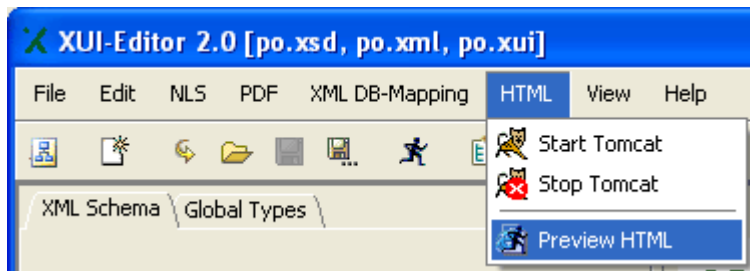 XUI-Editor 2.0 [po.xsd, po.xml, po.xui]
File Edit NLS PDF XML DB-Mapping HTML View Help
Start Tomcat
Stop Tomcat
XML Schema Global Types
Preview HTML